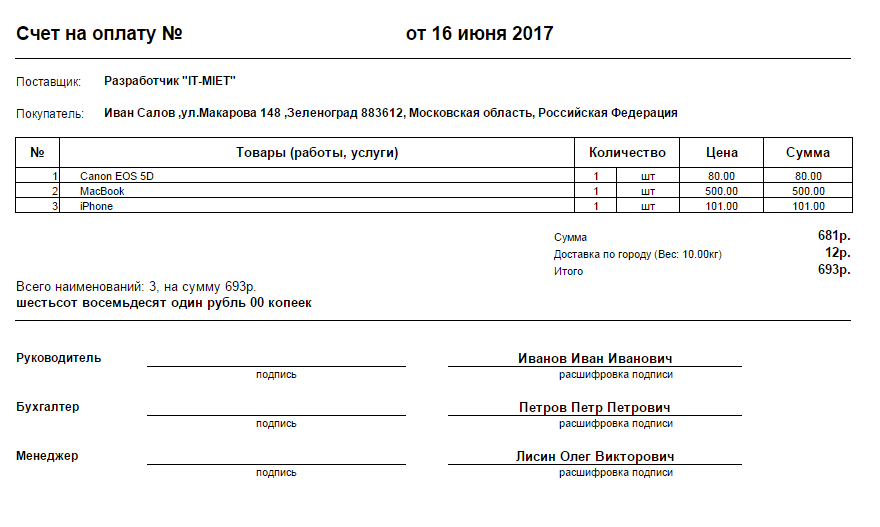 Счет на оплату № от 16 июня 2017
Поставщик: Разработчик "IT-MIET"
Покупатель: Иван Салов ,ул.Макарова 148 ,Зеленоград 883612, Московская область, Российская Федерация
№ Товары (работы, услуги) Количество Цена Сумма
1 Canon EOS 5D 1 шт 80.00 80.00
2 MacBook 1 шт 500.00 500.00
3 iPhone 1 шт 101.00 101.00
Сумма 681р.
Доставка по городу (Вес: 10.00кг) 12р.
Итого 693р.
Всего наименований: 3, на сумму 693р.
шестьсот восемьдесят один рубль 00 копеек
Руководитель Иванов Иван Иванович
подпись расшифровка подписи
Бухгалтер Петров Петр Петрович
подпись расшифровка подписи
Менеджер Лисин Олег Викторович
подпись расшифровка подписи